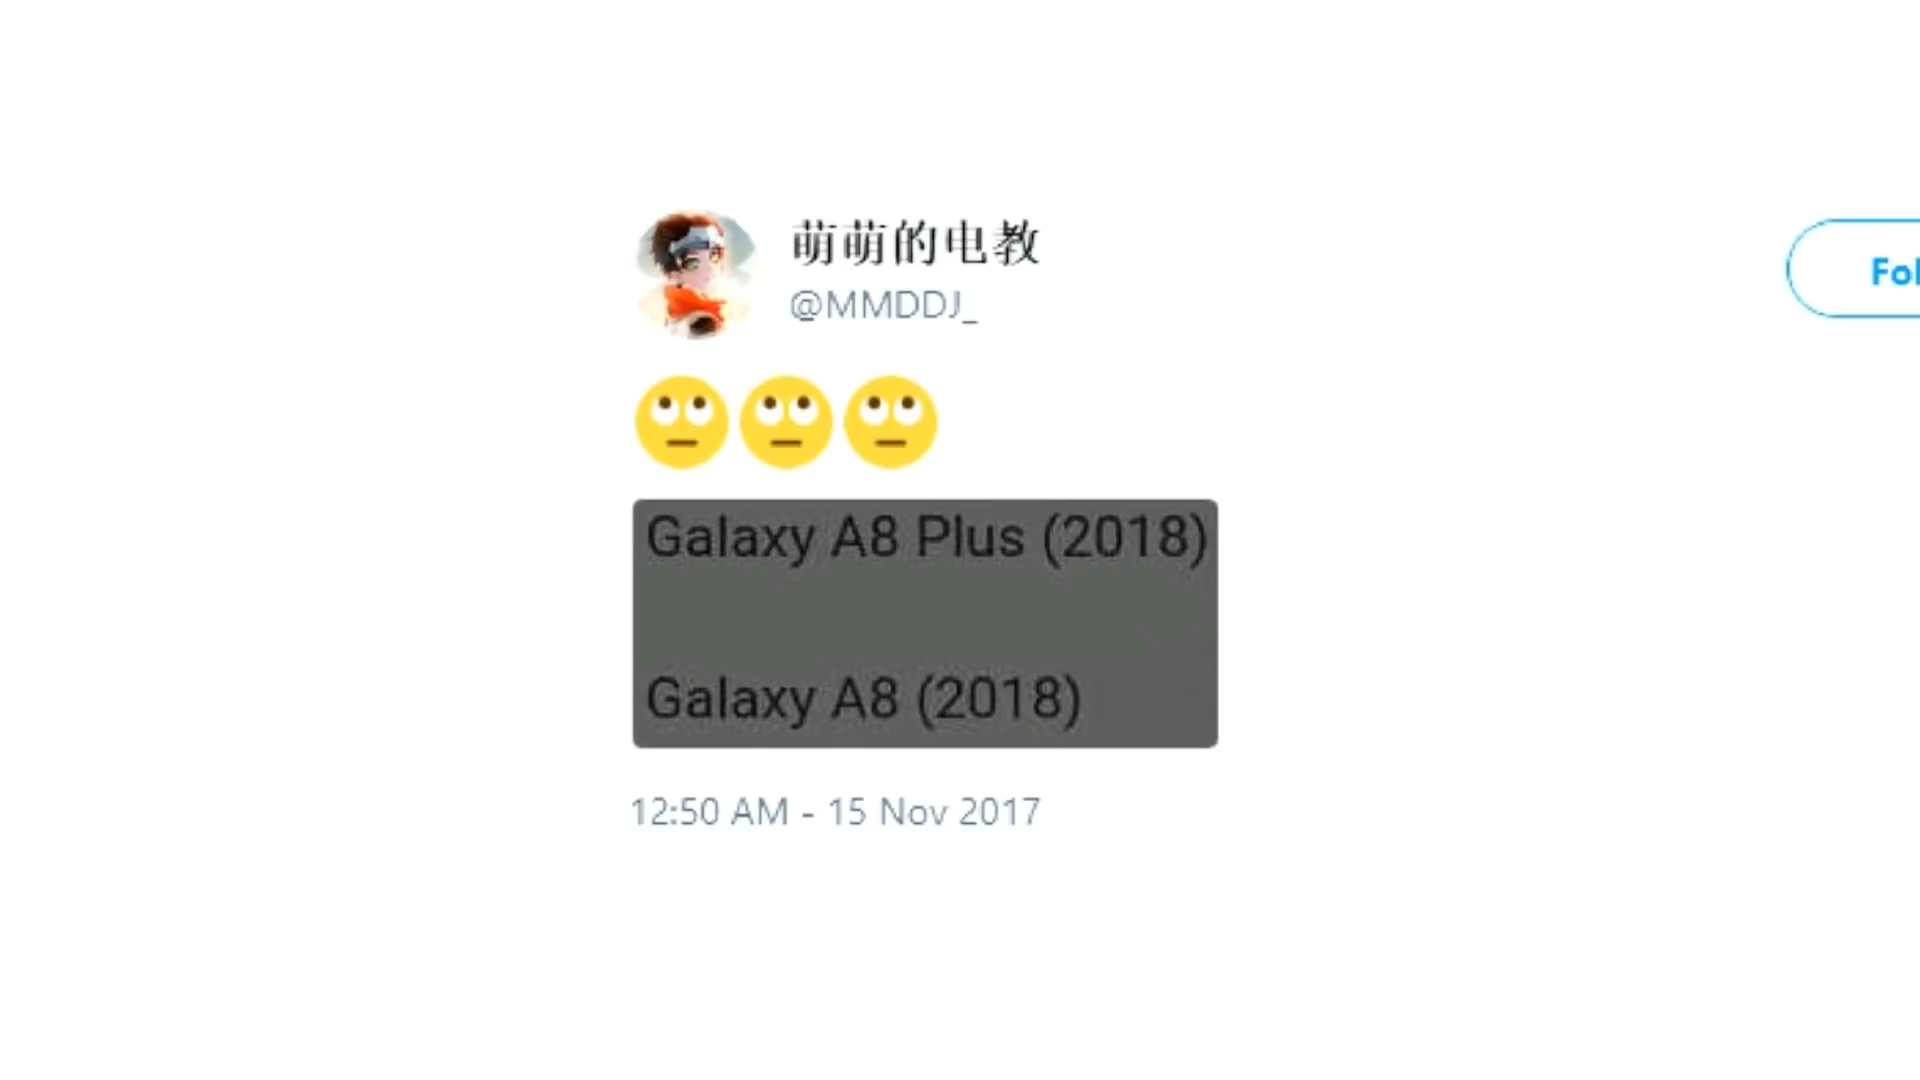 萌萌的电教
@MMDDJ_
Fol
🙄🙄🙄
Galaxy A8 Plus (2018)
Galaxy A8 (2018)
12:50 AM - 15 Nov 2017